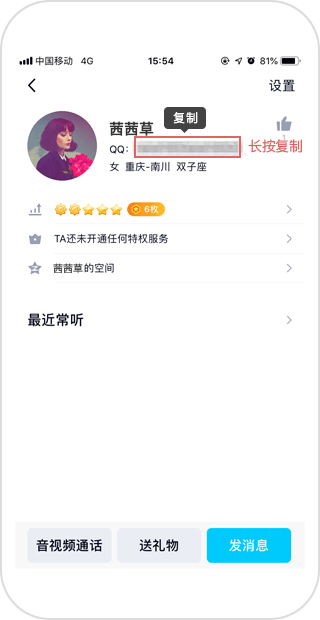 中国移动 4G 15:54 81%
设置
复制
茜茜草
QQ: 长按复制
1
女 重庆-南川 双子座
6枚
TA还未开通任何特权服务
茜茜草的空间
最近常听
音视频通话 送礼物 发消息